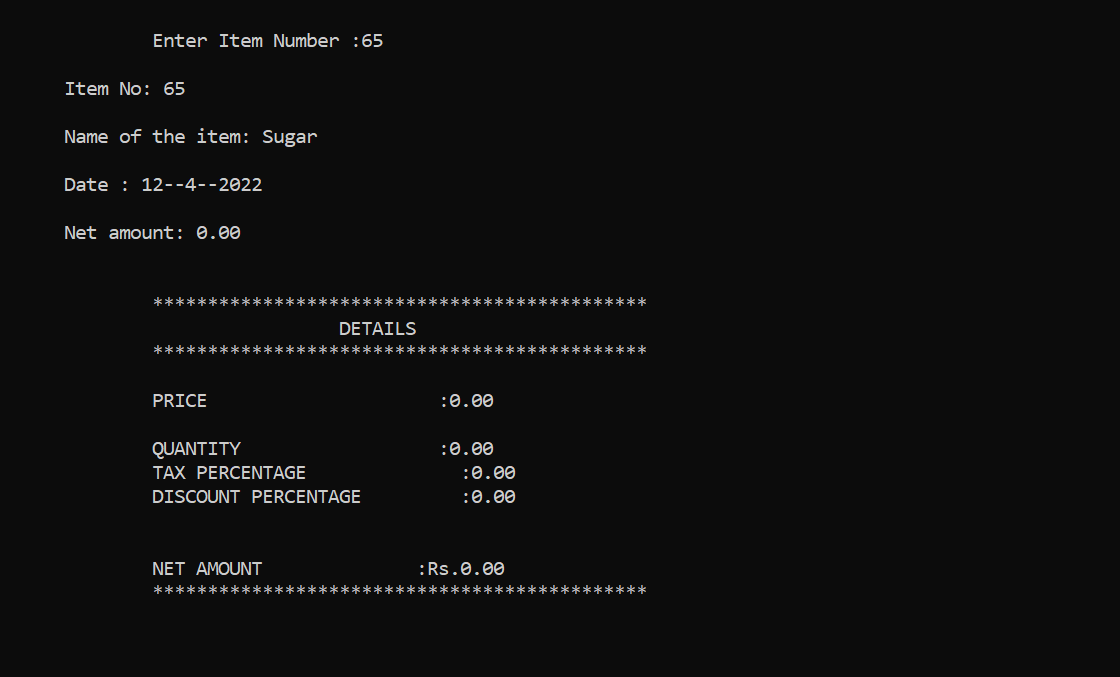 Enter Item Number :65
Item No: 65
Name of the item: Sugar
Date : 12--4--2022
Net amount: 0.00
*********************************************
DETAILS
*********************************************
PRICE :0.00
QUANTITY :0.00
TAX PERCENTAGE :0.00
DISCOUNT PERCENTAGE :0.00
NET AMOUNT :Rs.0.00
*********************************************